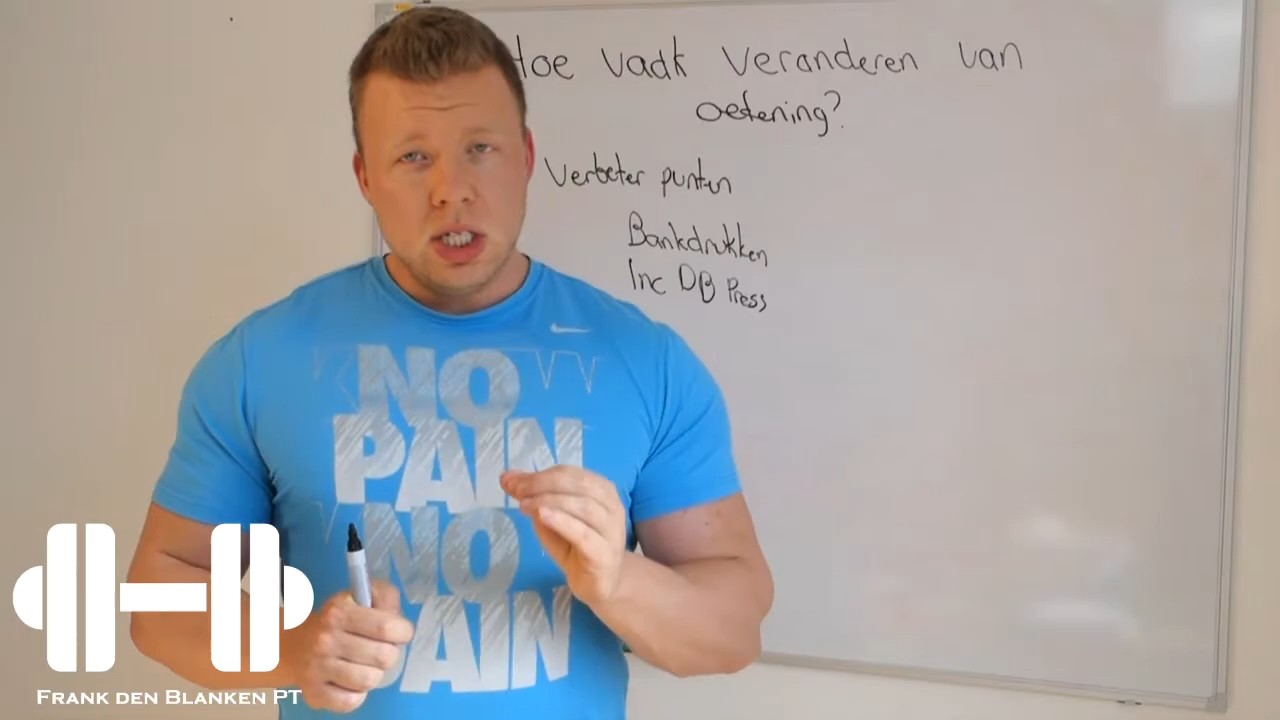 Hoe vaak veranderen van
oefening?
Verbeter punten
Bankdrukken
Inc DB Press
NO
PAIN
NO
PAIN
FRANK DEN BLANKEN PT